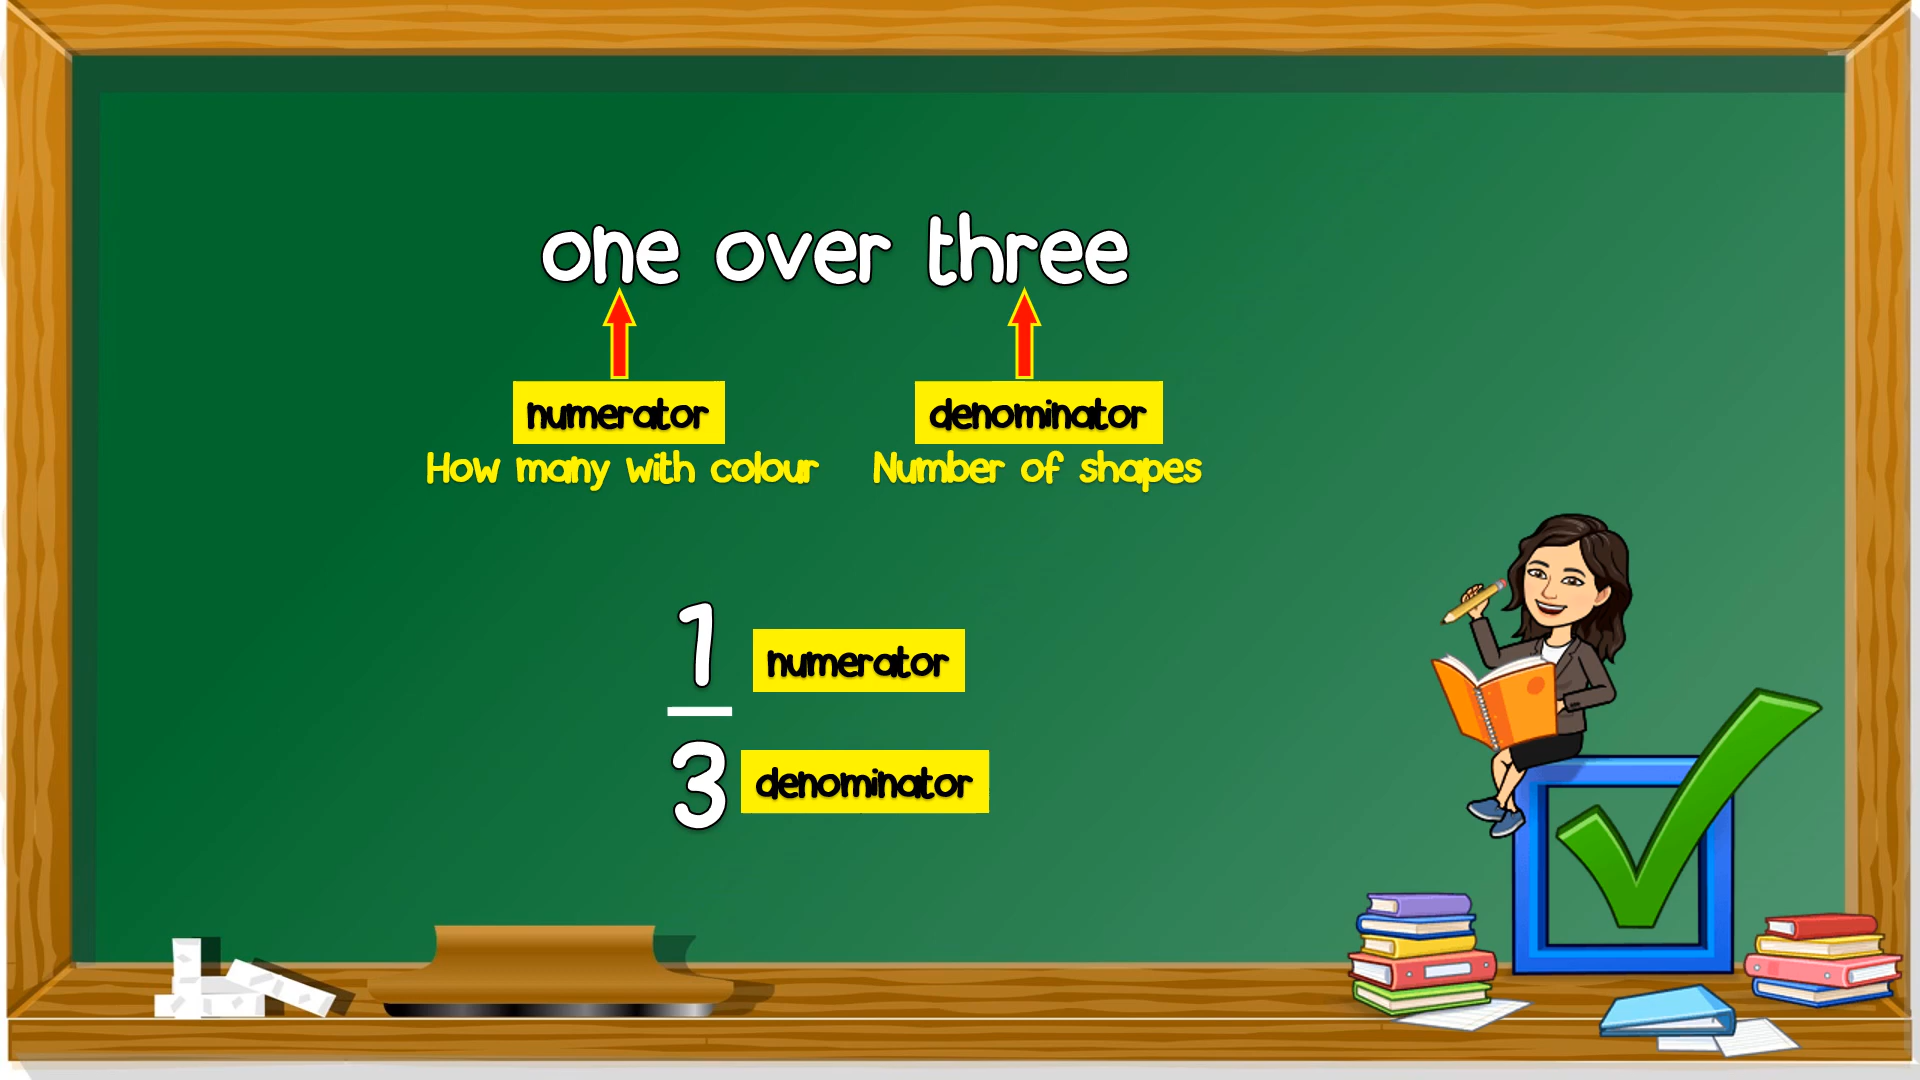 one over three
numerator denominator
How many with colour Number of shapes
1 numerator
3 denominator